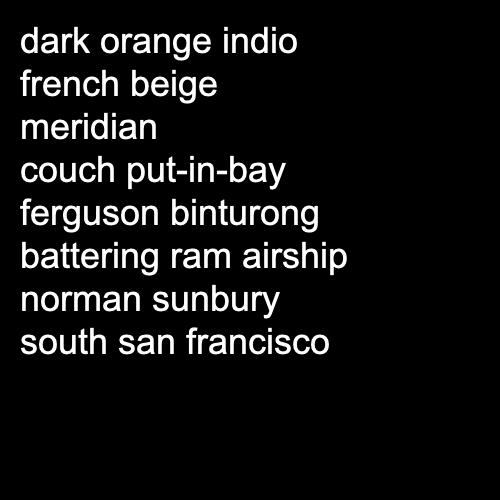 dark orange indio
french beige
meridian
couch put-in-bay
ferguson binturong
battering ram airship
norman sunbury
south san francisco